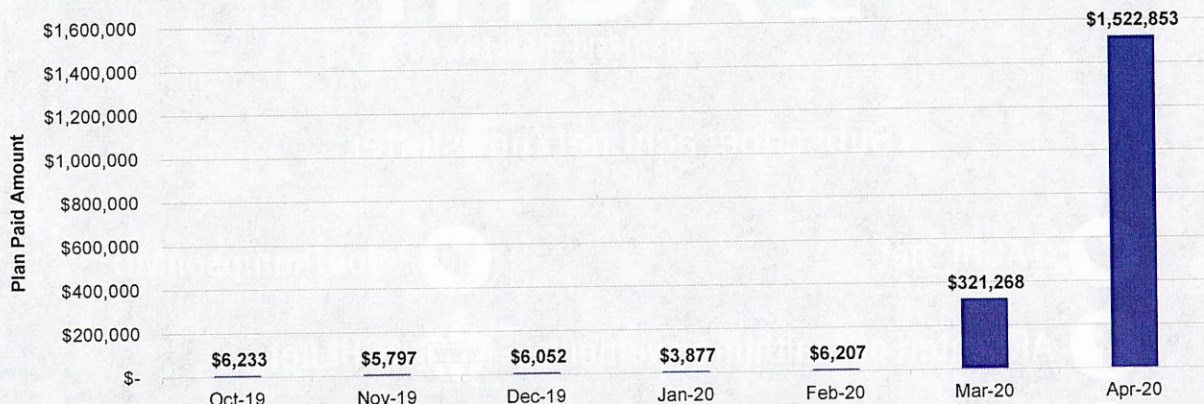 $1,600,000
$1,400,000
$1,200,000
$1,000,000
$800,000
$600,000
$400,000
$200,000
$-
Plan Paid Amount
$6,233
$5,797
$6,052
$3,877
$6,207
$321,268
$1,522,853
Oct-19
Nov-19
Dec-19
Jan-20
Feb-20
Mar-20
Apr-20